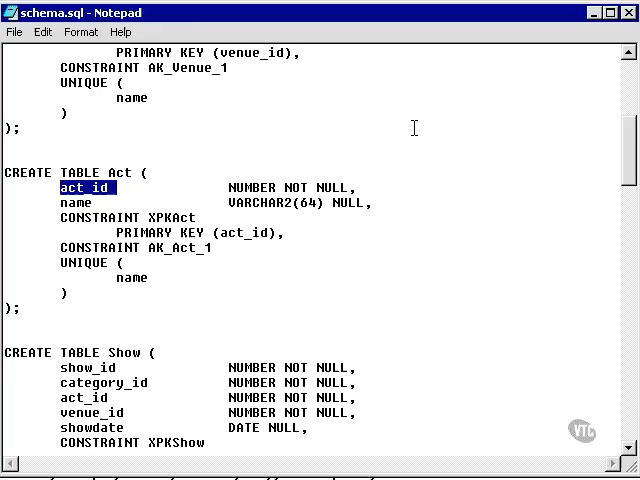 schema.sql - Notepad
File Edit Format Help
PRIMARY KEY (venue_id),
CONSTRAINT AK_Venue_1
UNIQUE (
name
)
);
CREATE TABLE Act (
act_id NUMBER NOT NULL,
name VARCHAR2(64) NULL,
CONSTRAINT XPKAct
PRIMARY KEY (act_id),
CONSTRAINT AK_Act_1
UNIQUE (
name
)
);
CREATE TABLE Show (
show_id NUMBER NOT NULL,
category_id NUMBER NOT NULL,
act_id NUMBER NOT NULL,
venue_id NUMBER NOT NULL,
showdate DATE NULL,
CONSTRAINT XPKShow
VTC